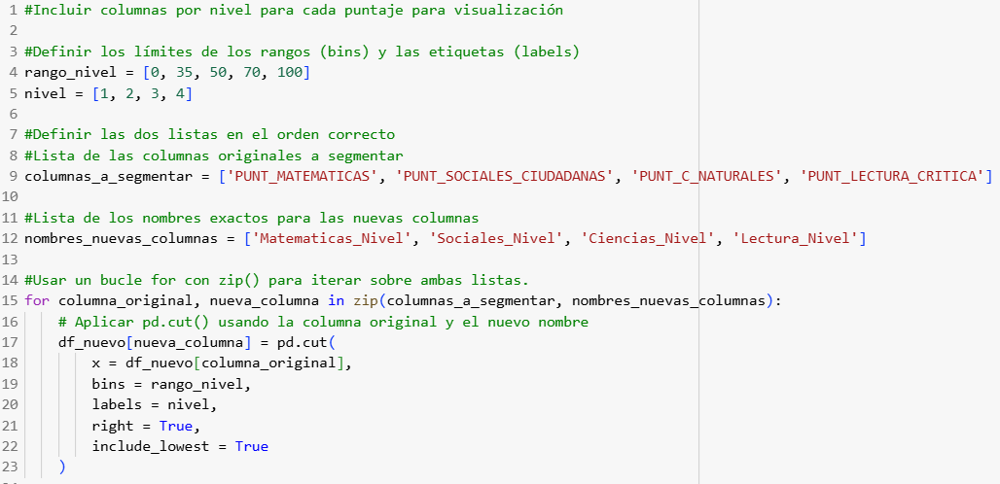 1 #Incluir columnas por nivel para cada puntaje para visualización
2
3 #Definir los límites de los rangos (bins) y las etiquetas (labels)
4 rango_nivel = [0, 35, 50, 70, 100]
5 nivel = [1, 2, 3, 4]
6
7 #Definir las dos listas en el orden correcto
8 #Lista de las columnas originales a segmentar
9 columnas_a_segmentar = ['PUNT_MATEMATICAS', 'PUNT_SOCIALES_CIUDADANAS', 'PUNT_C_NATURALES', 'PUNT_LECTURA_CRITICA']
10
11 #Lista de los nombres exactos para las nuevas columnas
12 nombres_nuevas_columnas = ['Matematicas_Nivel', 'Sociales_Nivel', 'Ciencias_Nivel', 'Lectura_Nivel']
13
14 #Usar un bucle for con zip() para iterar sobre ambas listas.
15 for columna_original, nueva_columna in zip(columnas_a_segmentar, nombres_nuevas_columnas):
16     # Aplicar pd.cut() usando la columna original y el nuevo nombre
17     df_nuevo[nueva_columna] = pd.cut(
18         x = df_nuevo[columna_original],
19         bins = rango_nivel,
20         labels = nivel,
21         right = True,
22         include_lowest = True
23     )